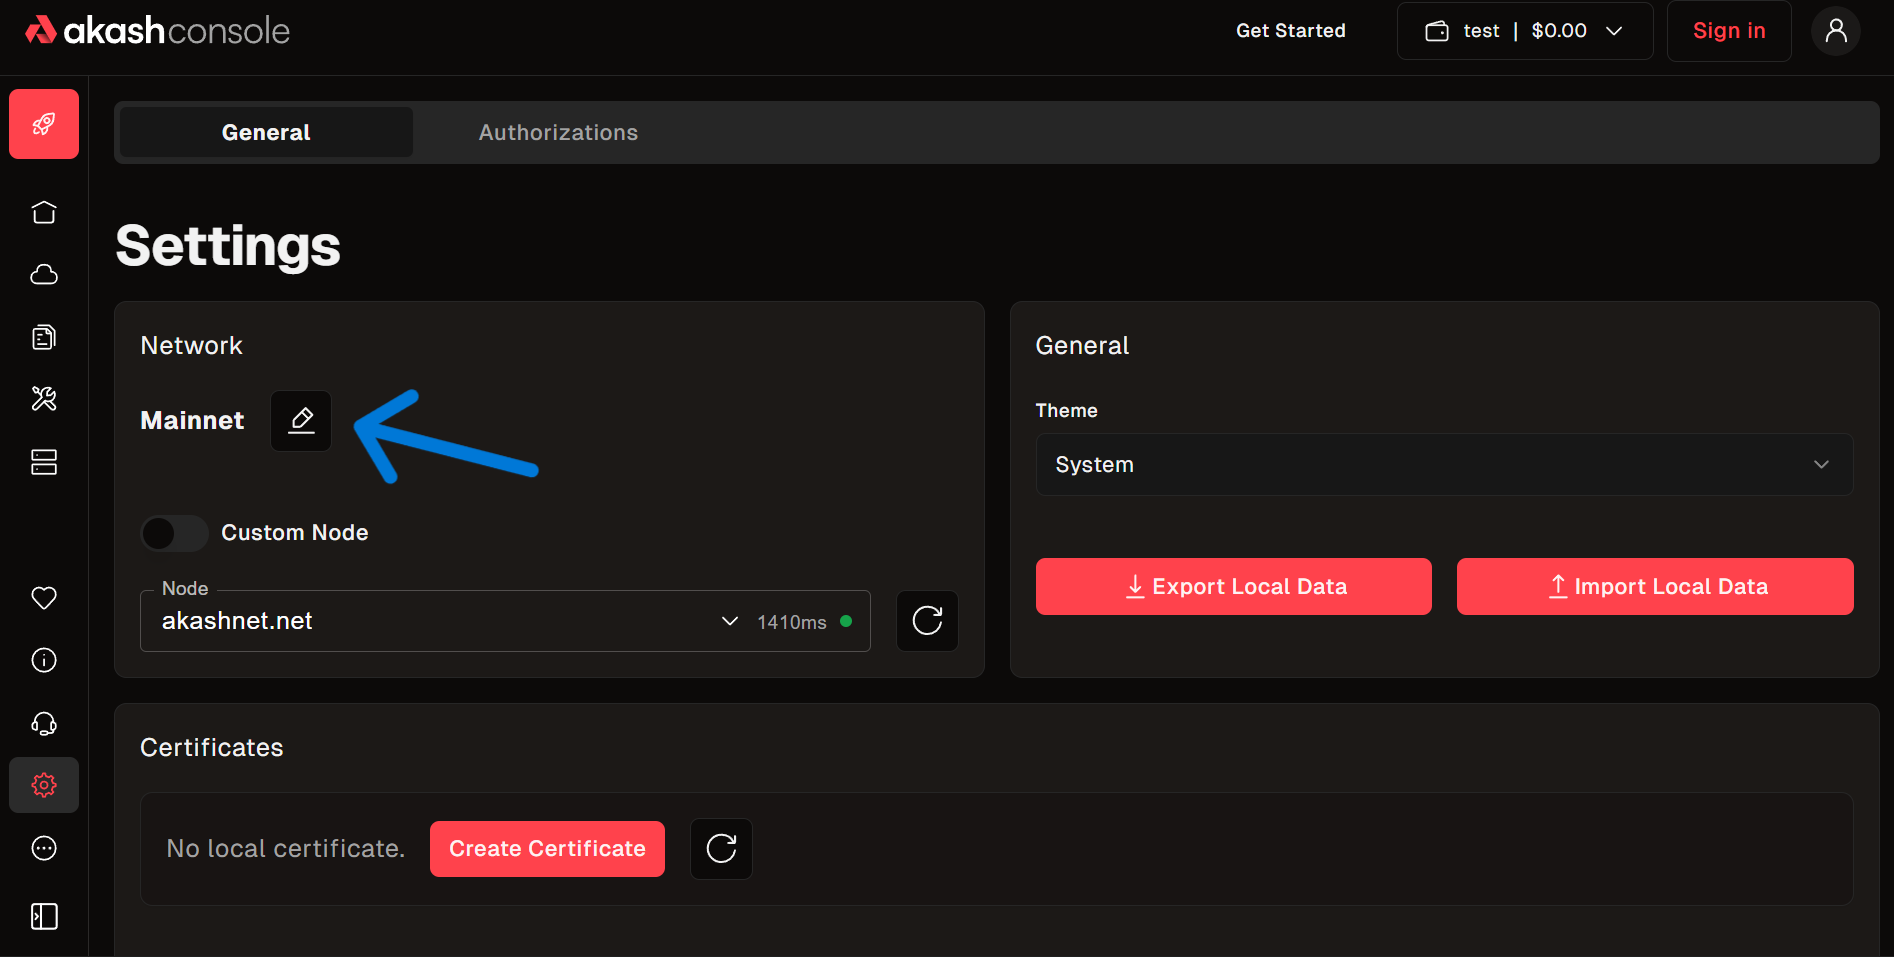 akashconsole
Get Started
test | $0.00
Sign in
General
Authorizations
Settings
Network
Mainnet
Custom Node
Node
akashnet.net
1410ms
General
Theme
System
Export Local Data
Import Local Data
Certificates
No local certificate.
Create Certificate